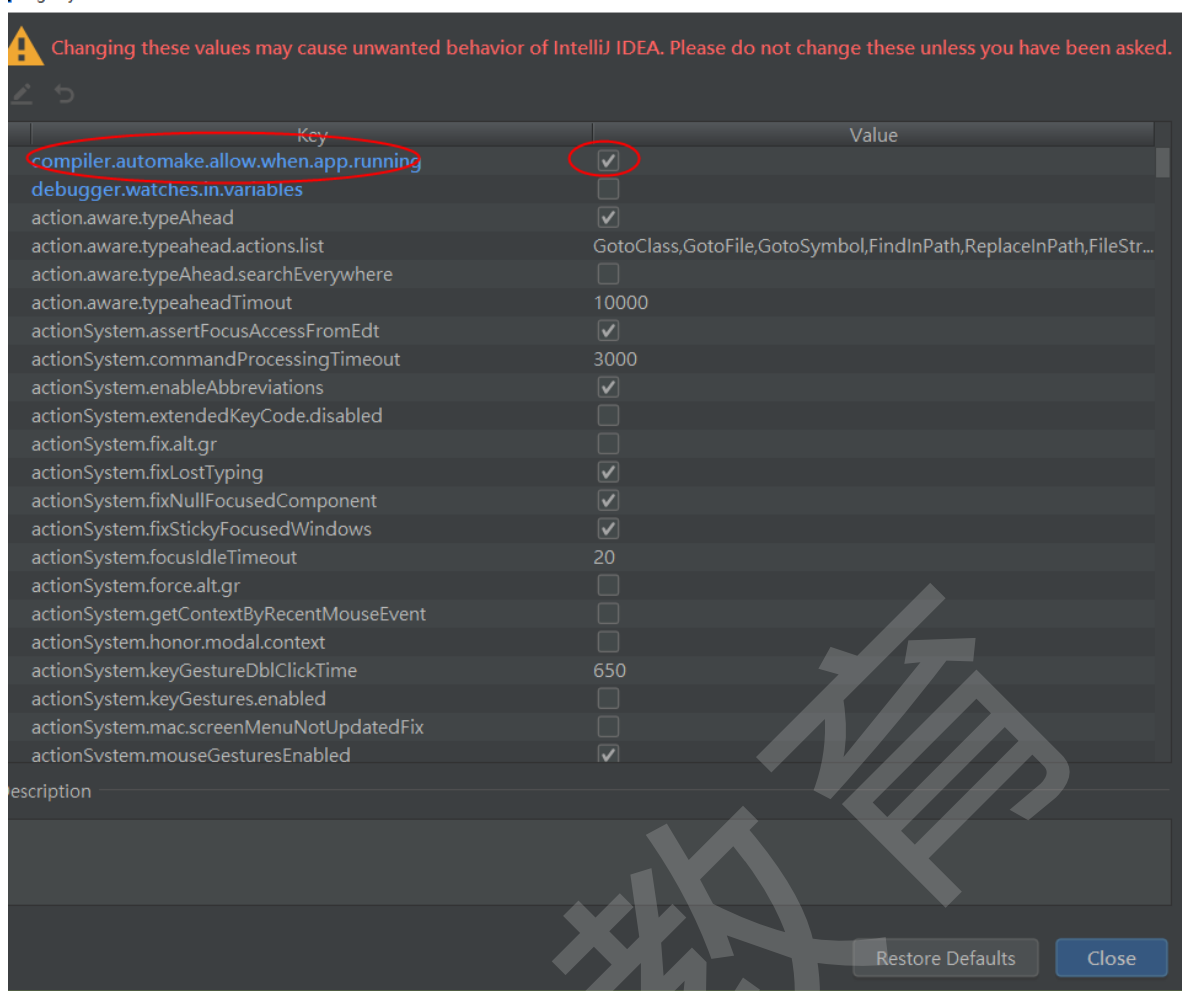 Changing these values may cause unwanted behavior of IntelliJ IDEA. Please do not change these unless you have been asked.
Key Value
compiler.automake.allow.when.app.running
debugger.watches.in.variables
action.aware.typeAhead
action.aware.typeahead.actions.list GotoClass,GotoFile,GotoSymbol,FindInPath,ReplaceInPath,FileStr...
action.aware.typeAhead.searchEverywhere
action.aware.typeaheadTimout 10000
actionSystem.assertFocusAccessFromEdt
actionSystem.commandProcessingTimeout 3000
actionSystem.enableAbbreviations
actionSystem.extendedKeyCode.disabled
actionSystem.fix.alt.gr
actionSystem.fixLostTyping
actionSystem.fixNullFocusedComponent
actionSystem.fixStickyFocusedWindows
actionSystem.focusIdleTimeout 20
actionSystem.force.alt.gr
actionSystem.getContextByRecentMouseEvent
actionSystem.honor.modal.context
actionSystem.keyGestureDblClickTime 650
actionSystem.keyGestures.enabled
actionSystem.mac.screenMenuNotUpdatedFix
actionSystem.mouseGesturesEnabled
escription
Restore Defaults Close
教育